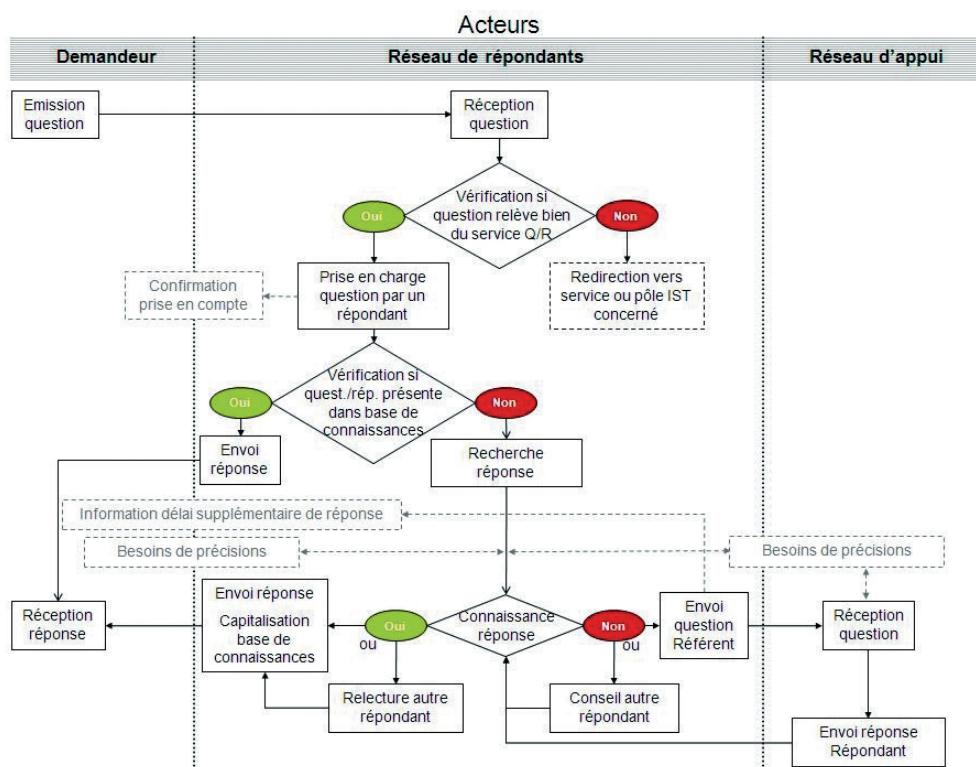 Acteurs
Demandeur
Réseau de répondants
Réseau d'appui
Emission
question
Réception
question
Vérification si
question relève bien
du service Q/R
Oui
Non
Prise en charge
question par un
répondant
Confirmation
prise en compte
Redirection vers
service ou pôle IST
concerné
Vérification si
quest./rép. présente
dans base de
connaissances
Oui
Non
Envoi
réponse
Recherche
réponse
Information délai supplémentaire de réponse
Besoins de précisions
Besoins de précisions
Réception
réponse
Envoi réponse
Capitalisation
base de
connaissances
Oui
ou
Connaissance
réponse
Non
ou
Envoi
question
Référent
Réception
question
Relecture autre
répondant
Conseil autre
répondant
Envoi réponse
Répondant